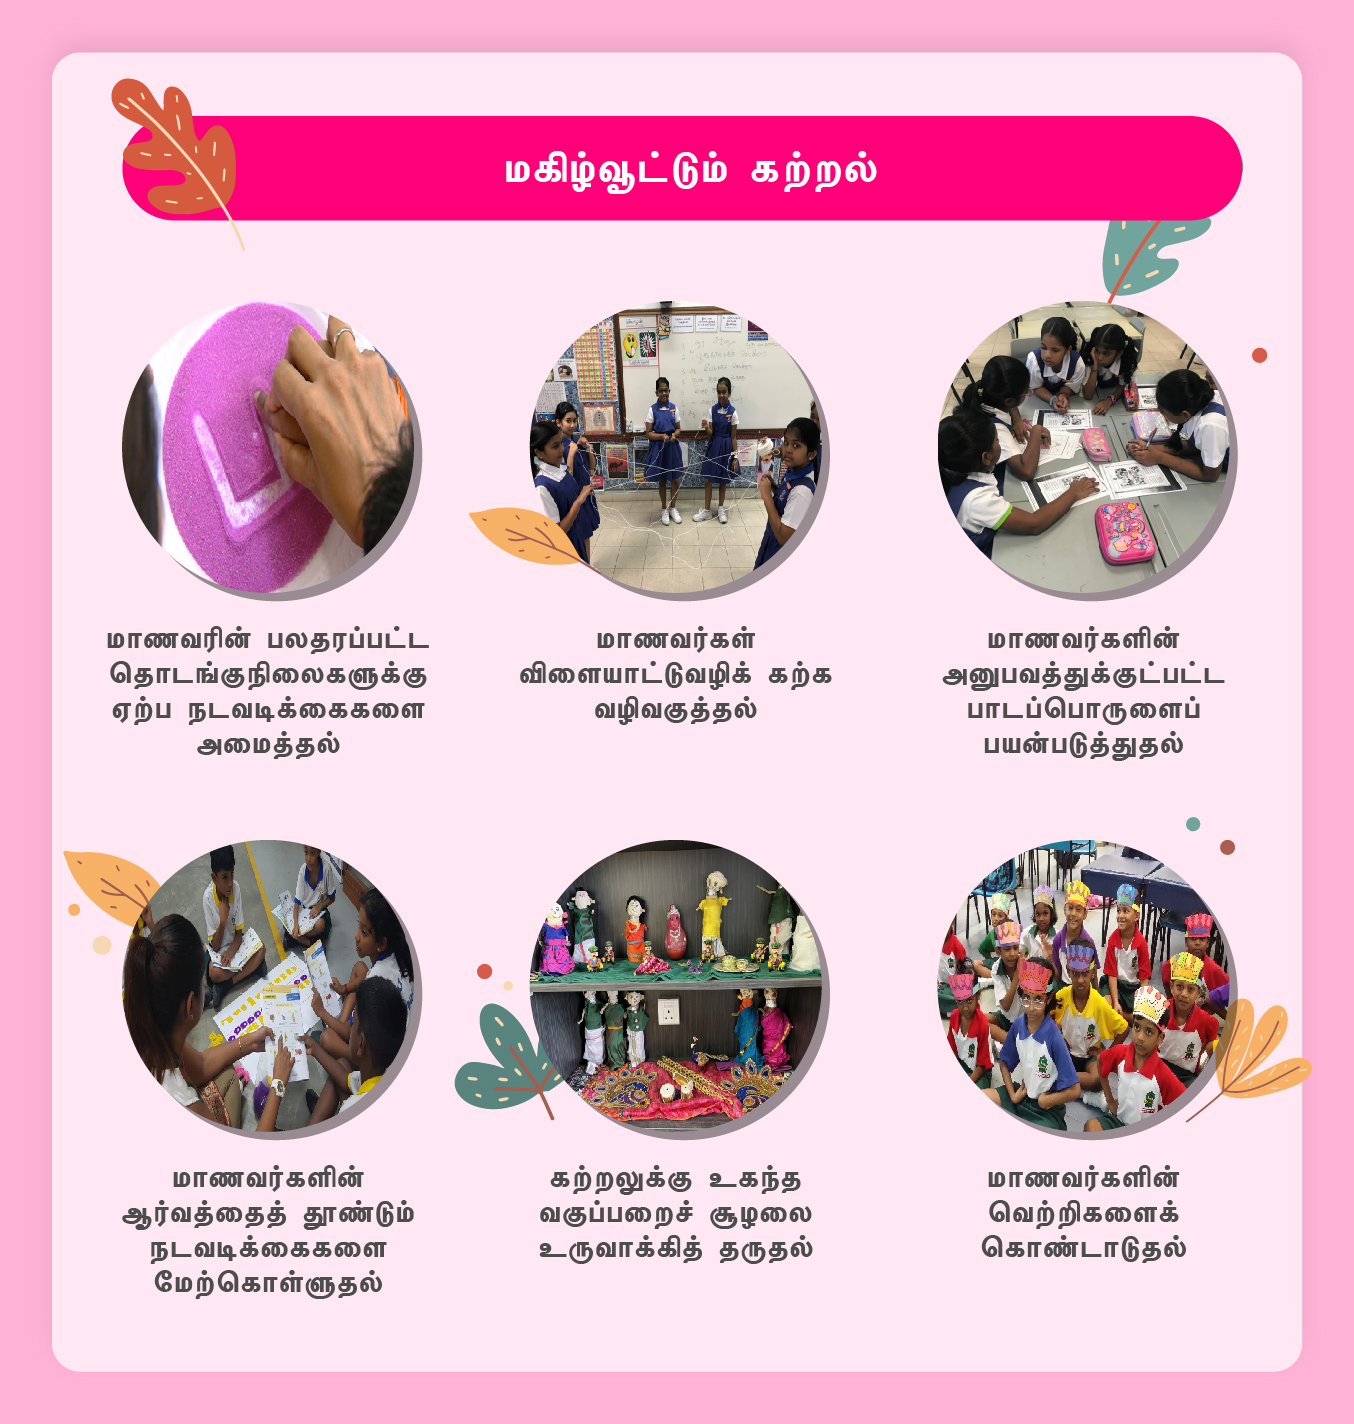 மகிழ்வூட்டும் கற்றல்
மாணவரின் பலதரப்பட்ட
தொடங்குநிலைகளுக்கு
ஏற்ப நடவடிக்கைகளை
அமைத்தல்
மாணவர்கள்
விளையாட்டுவழிக் கற்க
வழிவகுத்தல்
மாணவர்களின்
அனுபவத்துக்குட்பட்ட
பாடப்பொருளைப்
பயன்படுத்துதல்
மாணவர்களின்
ஆர்வத்தைத் தூண்டும்
நடவடிக்கைகளை
மேற்கொள்ளுதல்
கற்றலுக்கு உகந்த
வகுப்பறைச் சூழலை
உருவாக்கித் தருதல்
மாணவர்களின்
வெற்றிகளைக்
கொண்டாடுதல்